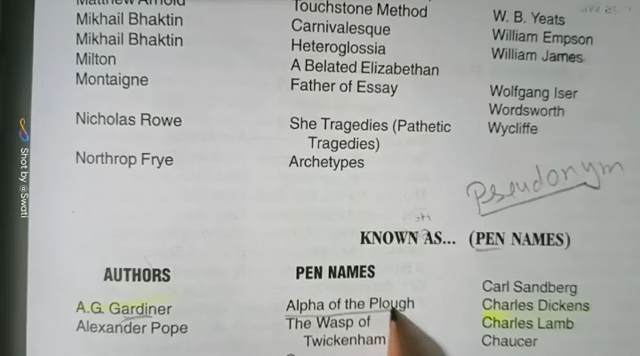 Matthew Arnold
Touchstone Method
Mikhail Bhaktin
Carnivalesque
Mikhail Bhaktin
Heteroglossia
Milton
A Belated Elizabethan
Montaigne
Father of Essay
Nicholas Rowe
She Tragedies (Pathetic
Tragedies)
Northrop Frye
Archetypes
W. B. Yeats
William Empson
William James
Wolfgang Iser
Wordsworth
Wycliffe
Pseudonym
KNOWN AS... (PEN NAMES)
AUTHORS
PEN NAMES
A.G. Gardiner
Alpha of the Plough
Alexander Pope
The Wasp of
Twickenham
Carl Sandberg
Charles Dickens
Charles Lamb
Chaucer
Shot by @Swati